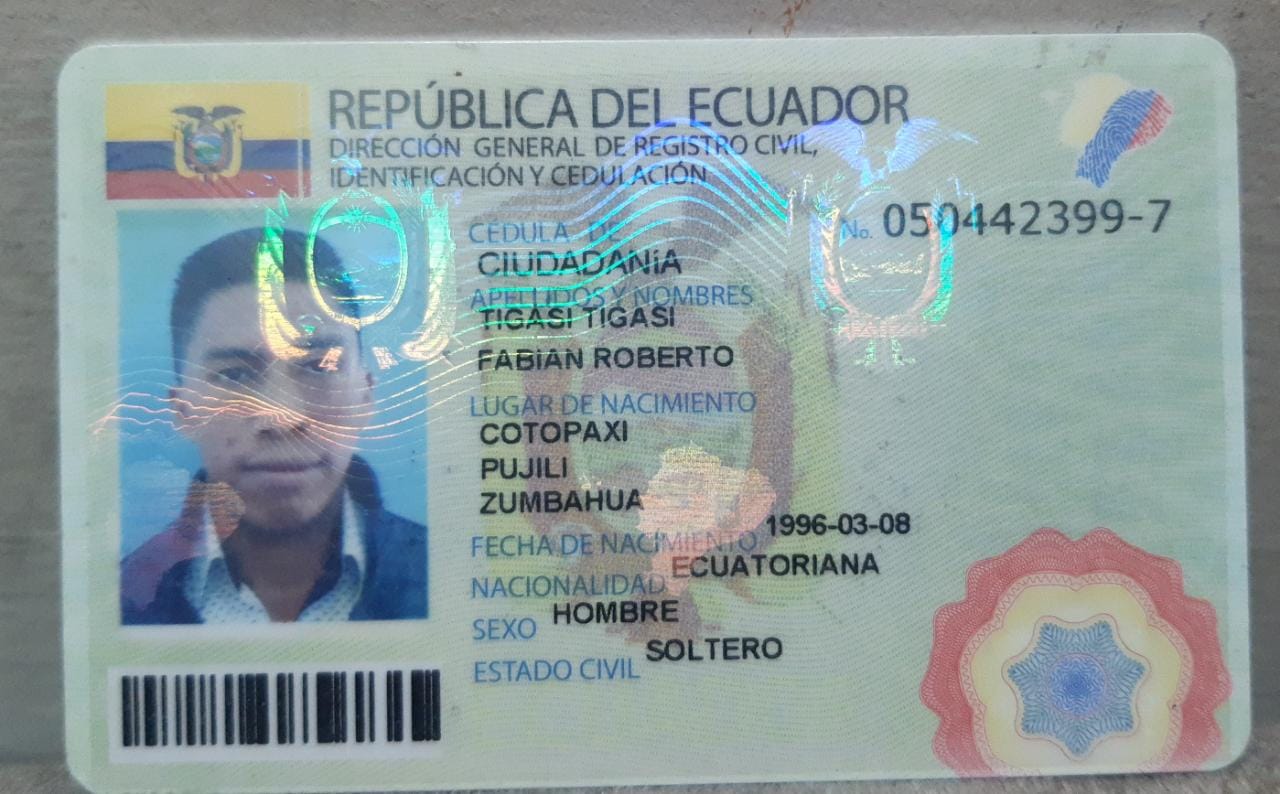 REPÚBLICA DEL ECUADOR
DIRECCIÓN GENERAL DE REGISTRO CIVIL,
IDENTIFICACIÓN Y CEDULACIÓN
No. 050442399-7
CÉDULA DE
CIUDADANíA
APELLIDOS Y NOMBRES
TIGASI TIGASI
FABIAN ROBERTO
LUGAR DE NACIMIENTO
COTOPAXI
PUJILI
ZUMBAHUA
FECHA DE NACIMIENTO 1996-03-08
NACIONALIDAD ECUATORIANA
SEXO HOMBRE
ESTADO CIVIL SOLTERO